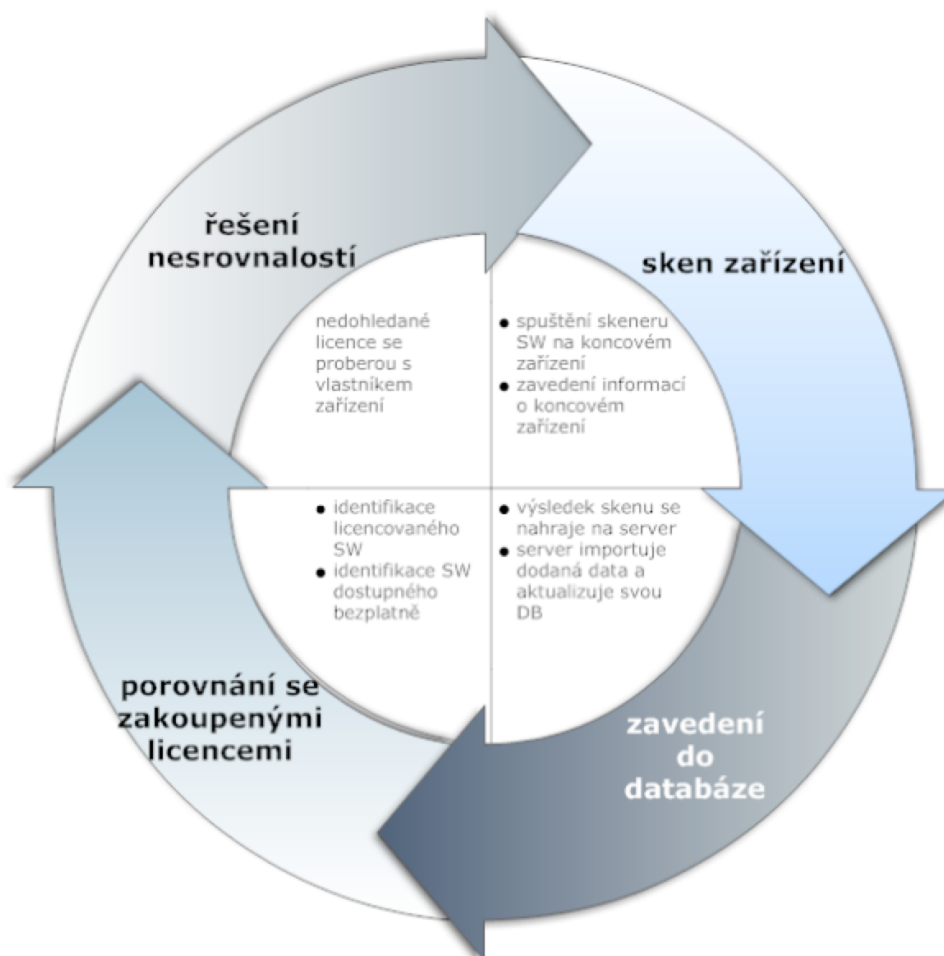 řešení
nesrovnalostí
sken zařízení
nedohledané
licence se
proberou s
vlastníkem
zařízení
● spuštění skeneru
SW na koncovém
zařízení
● zavedení informací
o koncovém
zařízení
● identifikace
licencovaného
SW
● identifikace SW
dostupného
bezplatně
● výsledek skenu se
nahraje na server
● server importuje
dodaná data a
aktualizuje svou
DB
porovnání se
zakoupenými
licencemi
zavedení
do
databáze